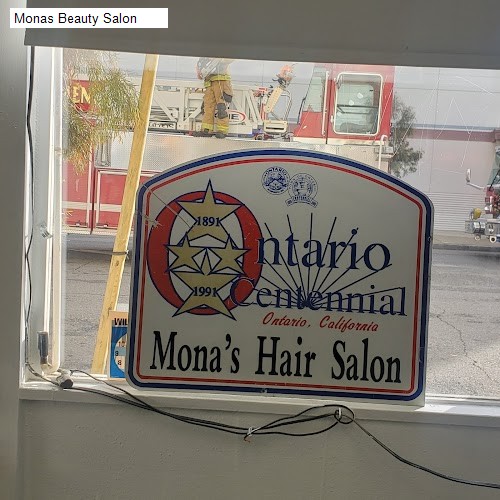 Monas Beauty Salon
1891
1991
Ontario
Centennial
Ontario, California
Mona's Hair Salon